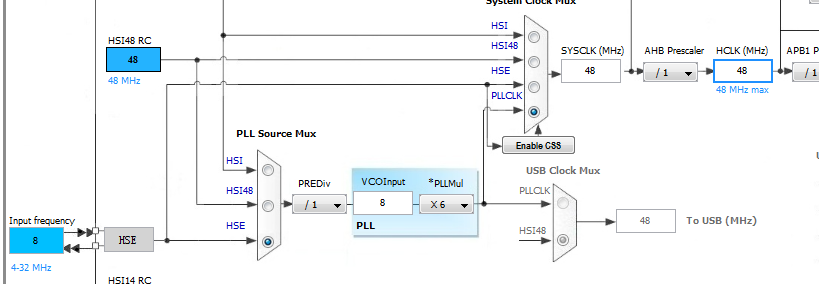 System Clock Mux
HSI
HSI48 RC
48
48 MHz
HSI48
SYSCLK (MHz)
AHB Prescaler
HCLK (MHz)
APB1 P
HSE
48
/ 1
48
/ 1
PLLCLK
48 MHz max
PLL Source Mux
Enable CSS
HSI
USB Clock Mux
PREDiv
VCOInput
*PLLMul
PLLCLK
HSI48
/ 1
8
X 6
Input frequency
HSE
PLL
48
To USB (MHz)
HSI48
8
HSE
4-32 MHz
HSI14 RC